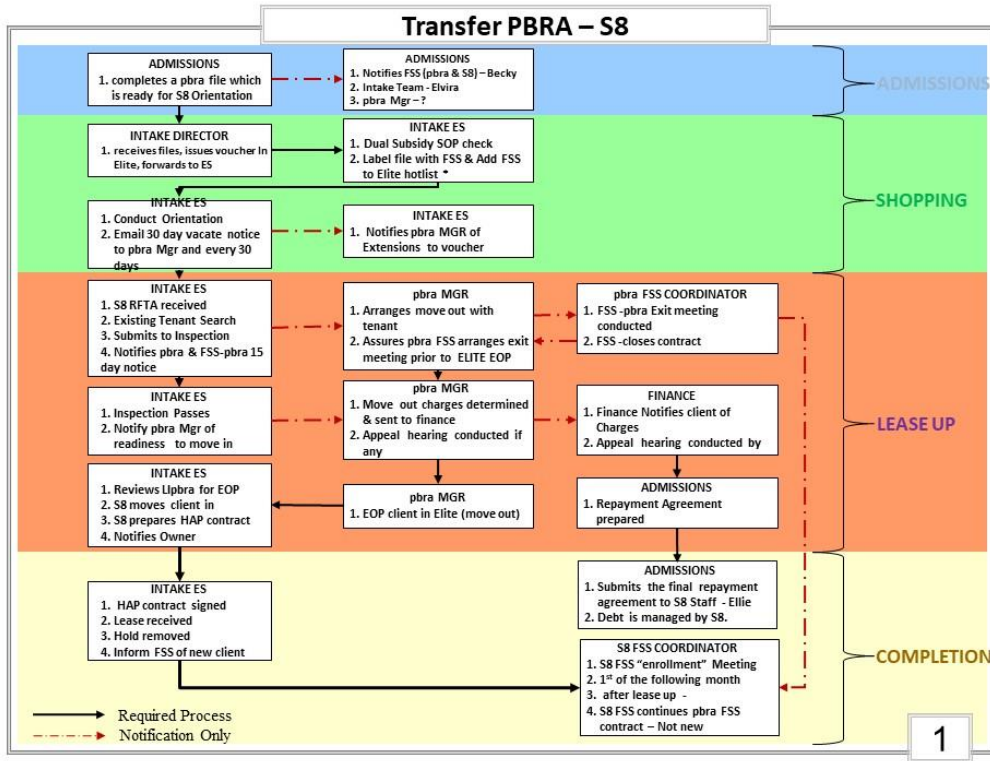 Transfer PBRA – S8
ADMISSIONS
1. completes a pbra file which
is ready for S8 Orientation
ADMISSIONS
1. Notifies FSS (pbra & S8) – Becky
2. Intake Team - Elvira
3. pbra Mgr – ?
ADMISSIONS
INTAKE DIRECTOR
1. receives files, issues voucher In
Elite, forwards to ES
INTAKE ES
1. Dual Subsidy SOP check
2. Label file with FSS & Add FSS
to Elite hotlist *
INTAKE ES
1. Conduct Orientation
2. Email 30 day vacate notice
to pbra Mgr and every 30
days
INTAKE ES
1. Notifies pbra MGR of
Extensions to voucher
SHOPPING
INTAKE ES
1. S8 RFTA received
2. Existing Tenant Search
3. Submits to Inspection
4. Notifies pbra & FSS-pbra 15
day notice
pbra MGR
1. Arranges move out with
tenant
2. Assures pbra FSS arranges exit
meeting prior to ELITE EOP
pbra FSS COORDINATOR
1. FSS -pbra Exit meeting
conducted
2. FSS -closes contract
INTAKE ES
1. Inspection Passes
2. Notify pbra Mgr of
readiness to move in
pbra MGR
1. Move out charges determined
& sent to finance
2. Appeal hearing conducted if
any
FINANCE
1. Finance Notifies client of
Charges
2. Appeal hearing conducted by
LEASE UP
INTAKE ES
1. Reviews LIpbra for EOP
2. S8 moves client in
3. S8 prepares HAP contract
4. Notifies Owner
pbra MGR
1. EOP client in Elite (move out)
ADMISSIONS
1. Repayment Agreement
prepared
INTAKE ES
1. HAP contract signed
2. Lease received
3. Hold removed
4. Inform FSS of new client
ADMISSIONS
1. Submits the final repayment
agreement to S8 Staff - Ellie
2. Debt is managed by S8.
S8 FSS COORDINATOR
1. S8 FSS “enrollment” Meeting
2. 1st of the following month
3. after lease up -
4. S8 FSS continues pbra FSS
contract – Not new
COMPLETION
Required Process
Notification Only
1